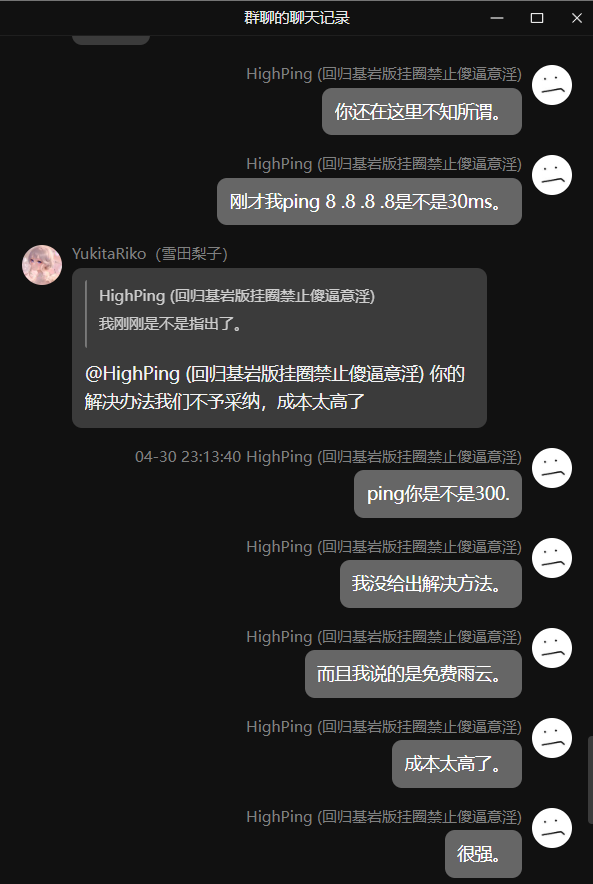 群聊的聊天记录
HighPing (回归基岩版挂圈禁止傻逼意淫)
你还在这里不知所谓。
HighPing (回归基岩版挂圈禁止傻逼意淫)
刚才我ping 8 .8 .8 .8是不是30ms。
YukitaRiko（雪田梨子）
HighPing (回归基岩版挂圈禁止傻逼意淫)
我刚刚是不是指出了。
@HighPing (回归基岩版挂圈禁止傻逼意淫) 你的
解决办法我们不予采纳，成本太高了
04-30 23:13:40 HighPing (回归基岩版挂圈禁止傻逼意淫)
ping你是不是300.
HighPing (回归基岩版挂圈禁止傻逼意淫)
我没给出解决方法。
HighPing (回归基岩版挂圈禁止傻逼意淫)
而且我说的是免费雨云。
HighPing (回归基岩版挂圈禁止傻逼意淫)
成本太高了。
HighPing (回归基岩版挂圈禁止傻逼意淫)
很强。